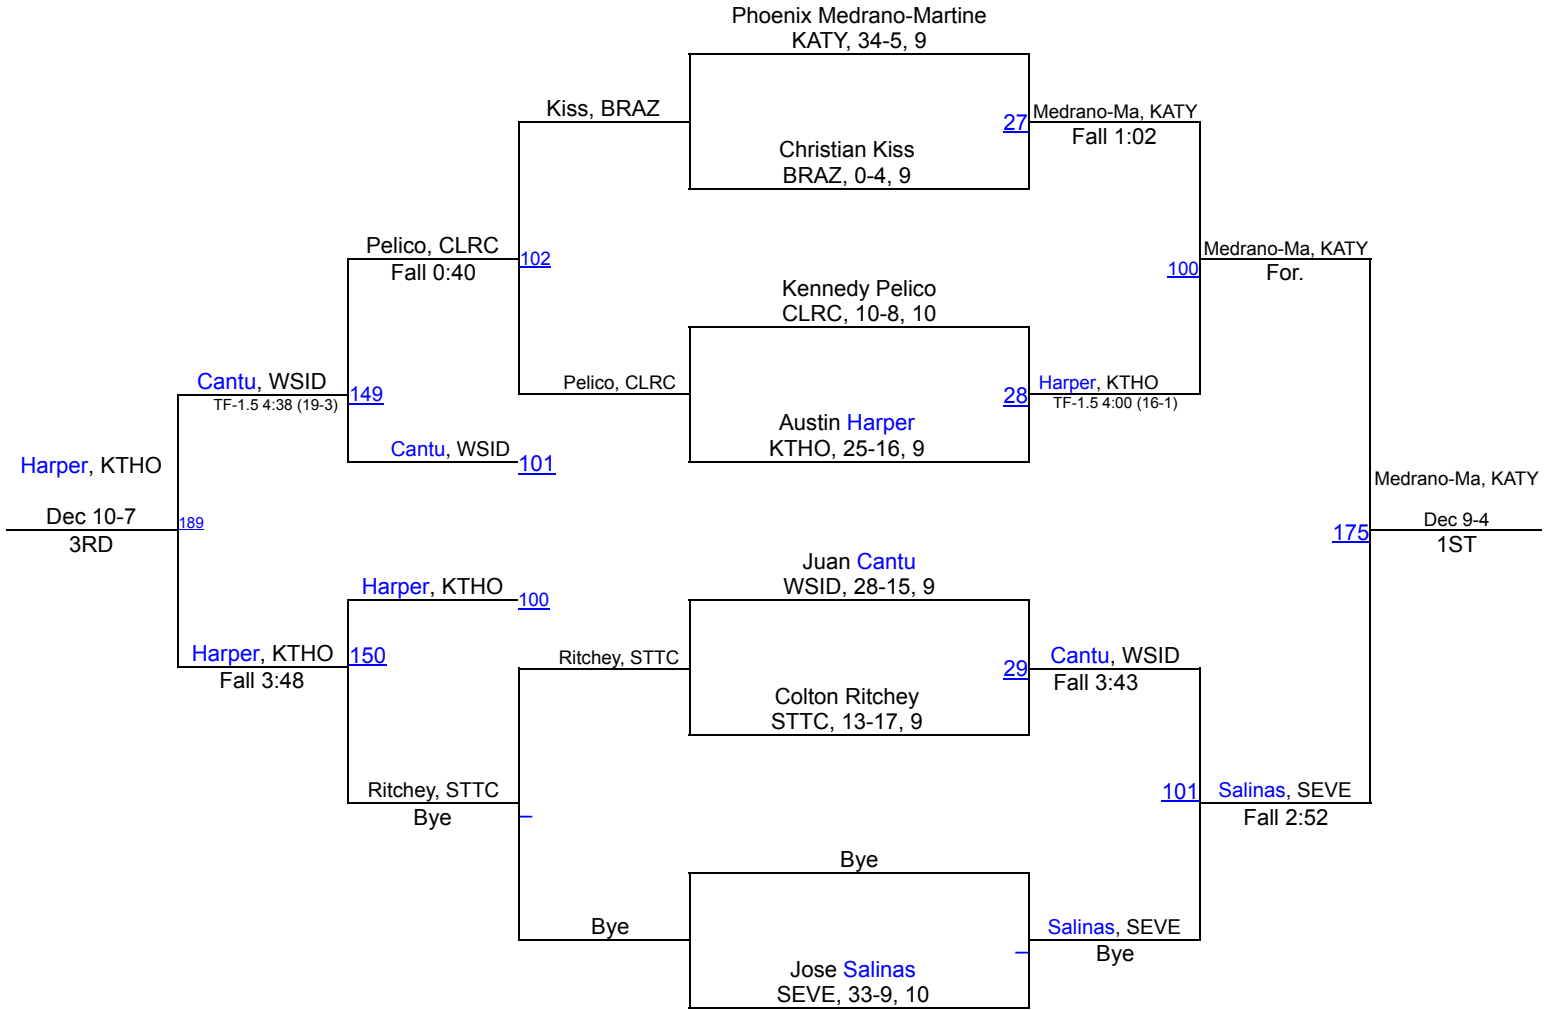 Phoenix Medrano-Martine
KATY, 34-5, 9
Kiss, BRAZ
27
Medrano-Ma, KATY
Fall 1:02
Christian Kiss
BRAZ, 0-4, 9
Pelico, CLRC
Fall 0:40
102
Medrano-Ma, KATY
For.
100
Kennedy Pelico
CLRC, 10-8, 10
Cantu, WSID
TF-1.5 4:38 (19-3)
149
Pelico, CLRC
28
Harper, KTHO
TF-1.5 4:00 (16-1)
Austin Harper
KTHO, 25-16, 9
Cantu, WSID
101
Harper, KTHO
Dec 10-7
3RD
189
Medrano-Ma, KATY
Dec 9-4
1ST
175
Juan Cantu
WSID, 28-15, 9
Harper, KTHO
100
Harper, KTHO
Fall 3:48
150
Ritchey, STTC
29
Cantu, WSID
Fall 3:43
Colton Ritchey
STTC, 13-17, 9
Ritchey, STTC
Bye
101
Salinas, SEVE
Fall 2:52
Bye
Bye
Salinas, SEVE
Bye
Jose Salinas
SEVE, 33-9, 10